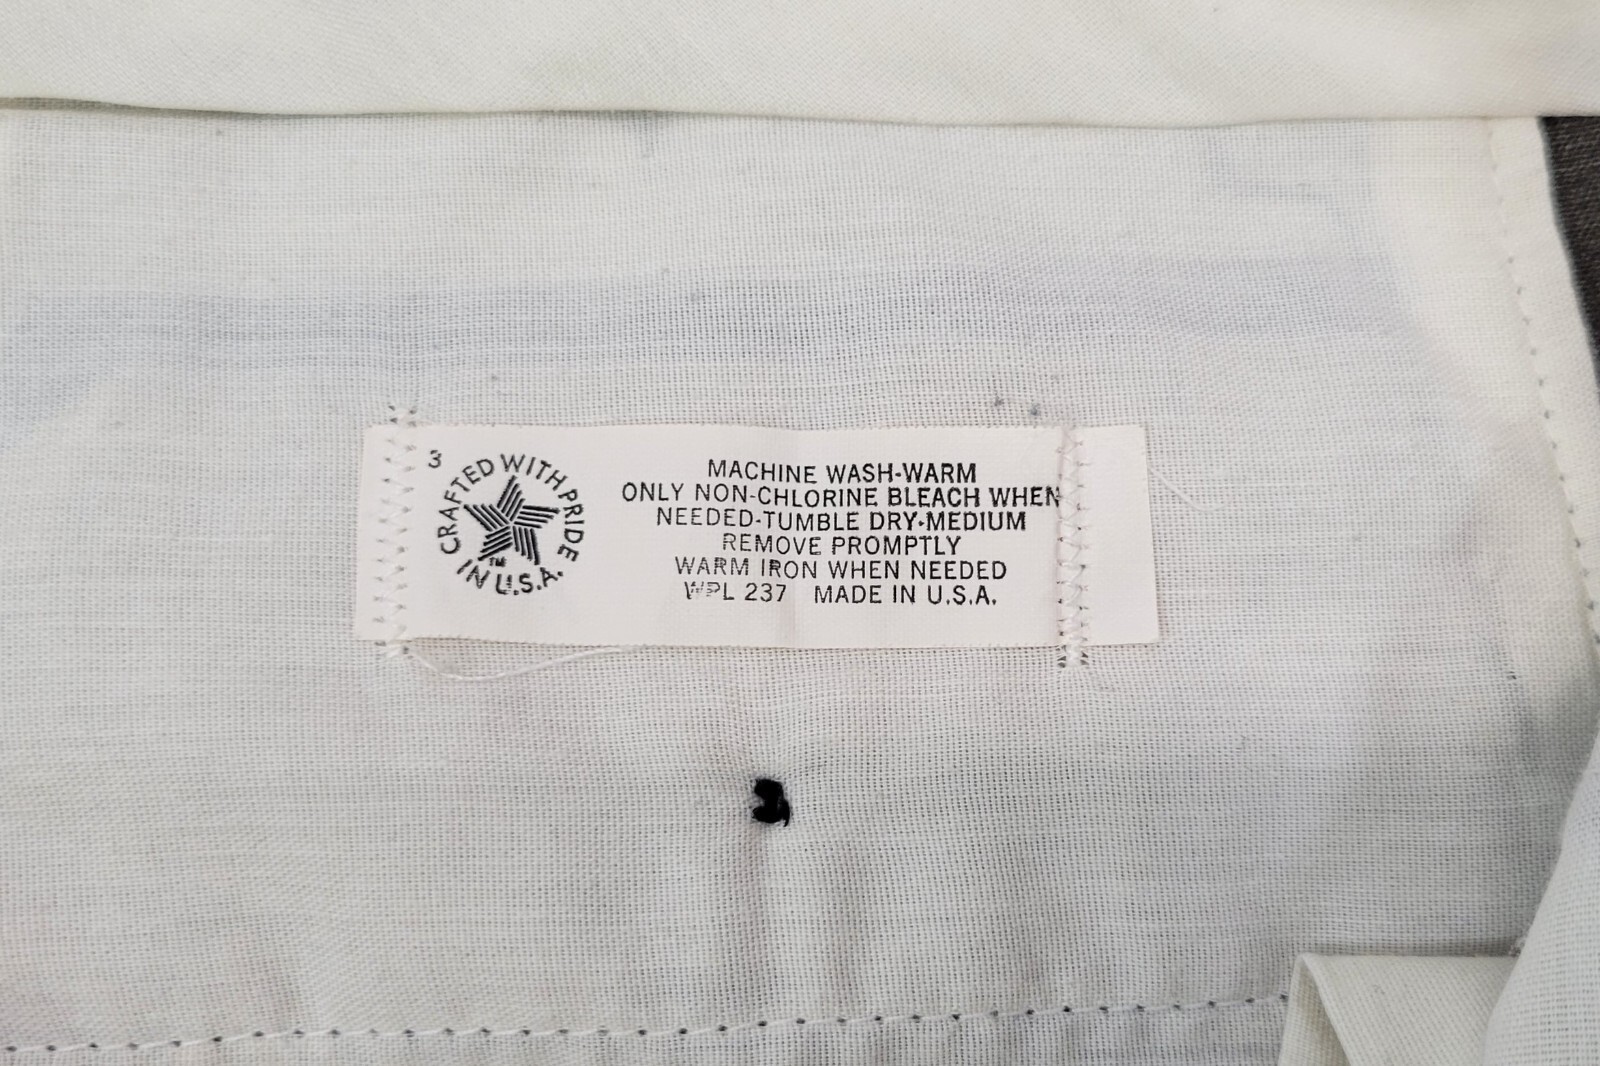 3
CRAFTED WITH PRIDE
IN U.S.A.
TM
MACHINE WASH-WARM
ONLY NON-CHLORINE BLEACH WHEN
NEEDED-TUMBLE DRY-MEDIUM
REMOVE PROMPTLY
WARM IRON WHEN NEEDED
WPL 237 MADE IN U.S.A.